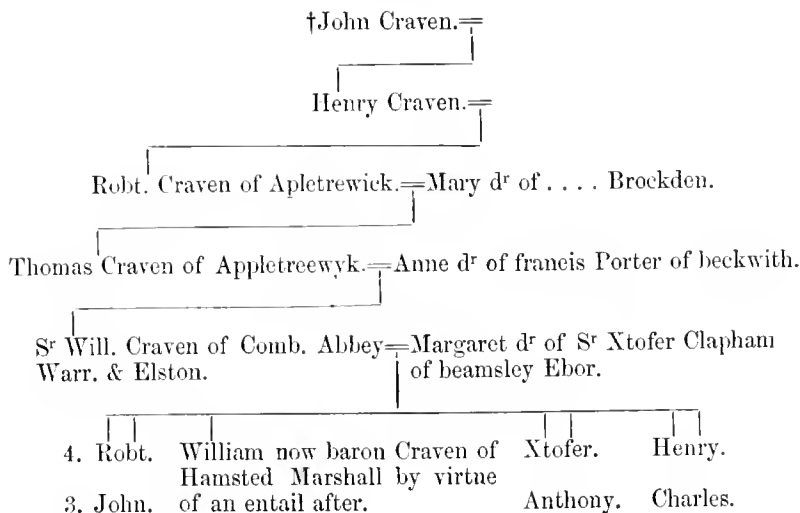 †John Craven.=
Henry Craven.=
Robt. Craven of Apletrewick.=Mary dʳ of . . . . Brockden.
Thomas Craven of Appletreewyk.=Anne dʳ of francis Porter of beckwith.
Sʳ Will. Craven of Comb. Abbey=Margaret dʳ of Sʳ Xtofer Clapham
Warr. & Elston. of beamsley Ebor.
4. Robt. William now baron Craven of Xtofer. Henry.
Hamsted Marshall by virtue
3. John. of an entail after. Anthony. Charles.